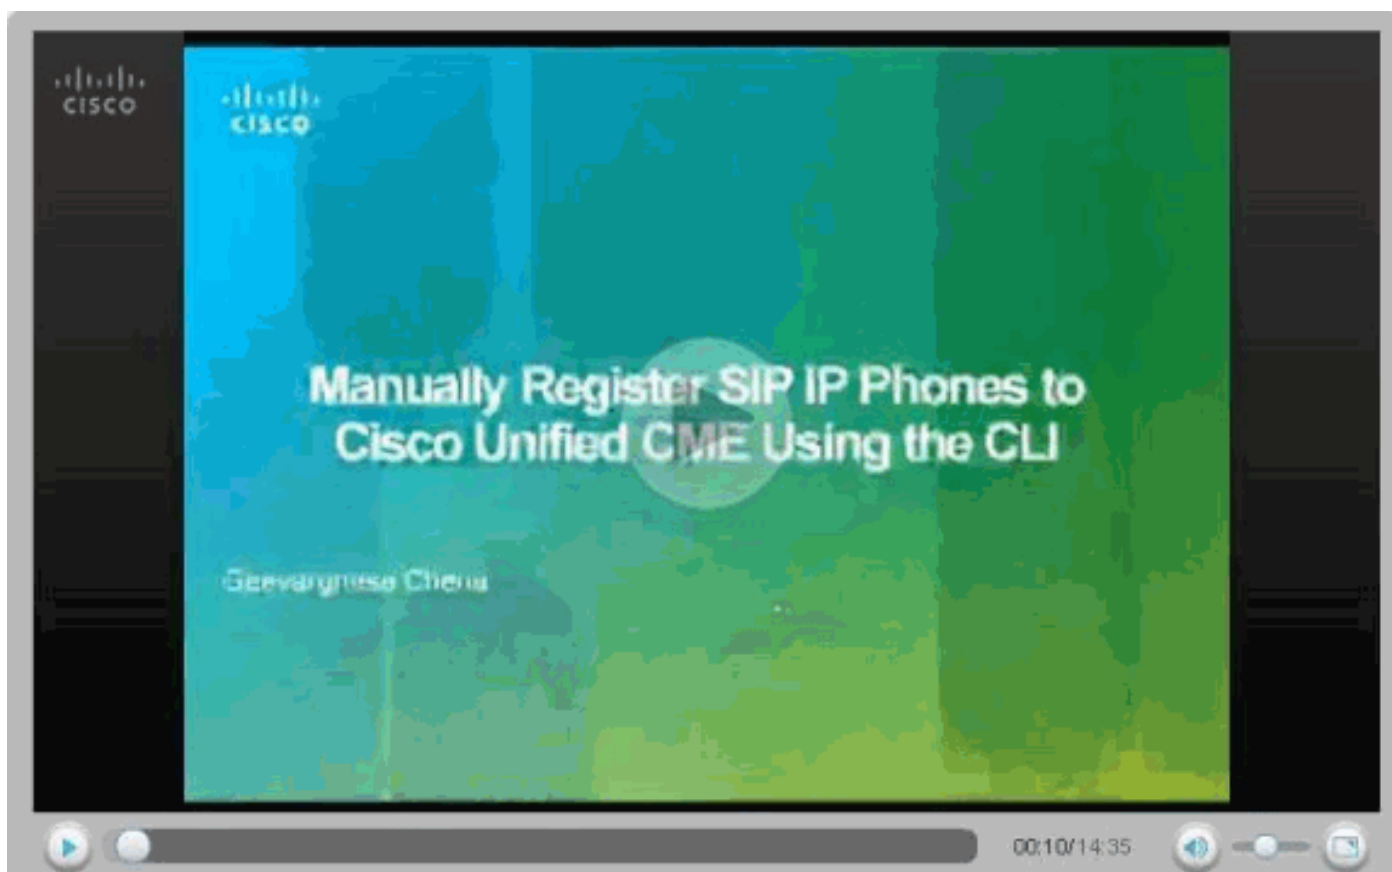 CISCO
CISCO
Manually Register SIP IP Phones to
Cisco Unified CME Using the CLI
00:10/14:35